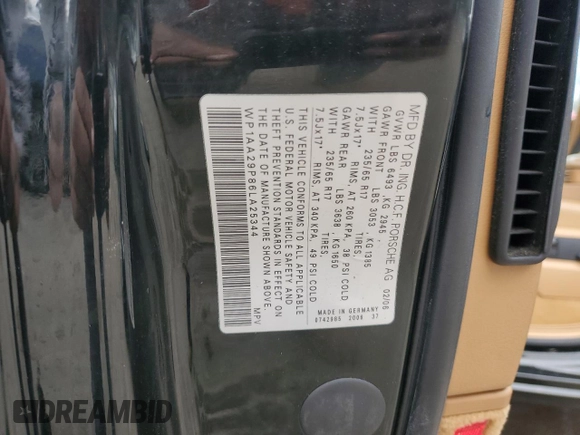 MFD BY DR. ING. H.C.F. PORSCHE AG 02/06
GVWR LBS 6493 ,KG 2945 ,
GAWR FRONT LBS 3053 ,KG 1385
WITH 235/65 R17 TIRES,
7.5Jx17" RIMS, AT 260 KPA, 38 PSI COLD
GAWR REAR LBS 3638 ,KG 1650
WITH 235/65 R17 TIRES,
7.5Jx17" RIMS, AT 340 KPA, 49 PSI COLD
THIS VEHICLE CONFORMS TO ALL APPLICABLE
U.S. FEDERAL MOTOR VEHICLE SAFETY AND
THEFT PREVENTION STANDARDS IN EFFECT ON
THE DATE OF MANUFACTURE SHOWN ABOVE.
WP1AA29P86LA25344
MPV
MADE IN GERMANY
2006 37
DREAMBID